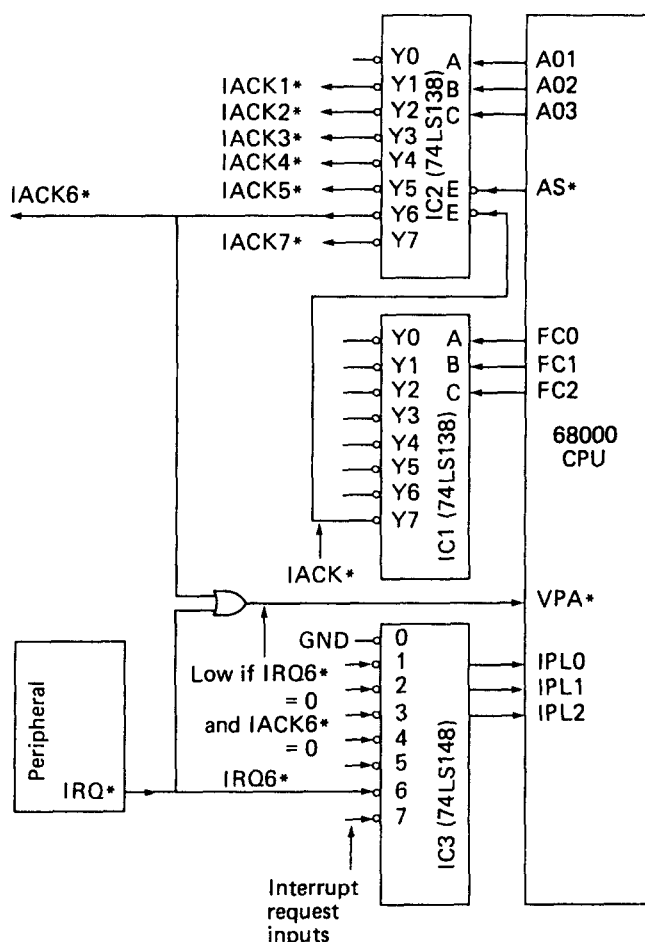 Y0
A
A01
IACK1*
Y1
B
A02
IACK2*
Y2
C
A03
IACK3*
Y3
IACK4*
Y4
IACK5*
Y5
E
AS*
IACK6*
Y6
E
IACK7*
Y7
IC2 (74LS138)
Y0
A
FC0
Y1
B
FC1
Y2
C
FC2
Y3
Y4
Y5
Y6
Y7
IC1 (74LS138)
68000
CPU
IACK*
VPA*
GND
0
1
IPL0
2
IPL1
3
IPL2
4
5
6
7
IC3 (74LS148)
Low if IRQ6*
= 0
and IACK6*
= 0
Peripheral
IRQ*
IRQ6*
Interrupt
request
inputs